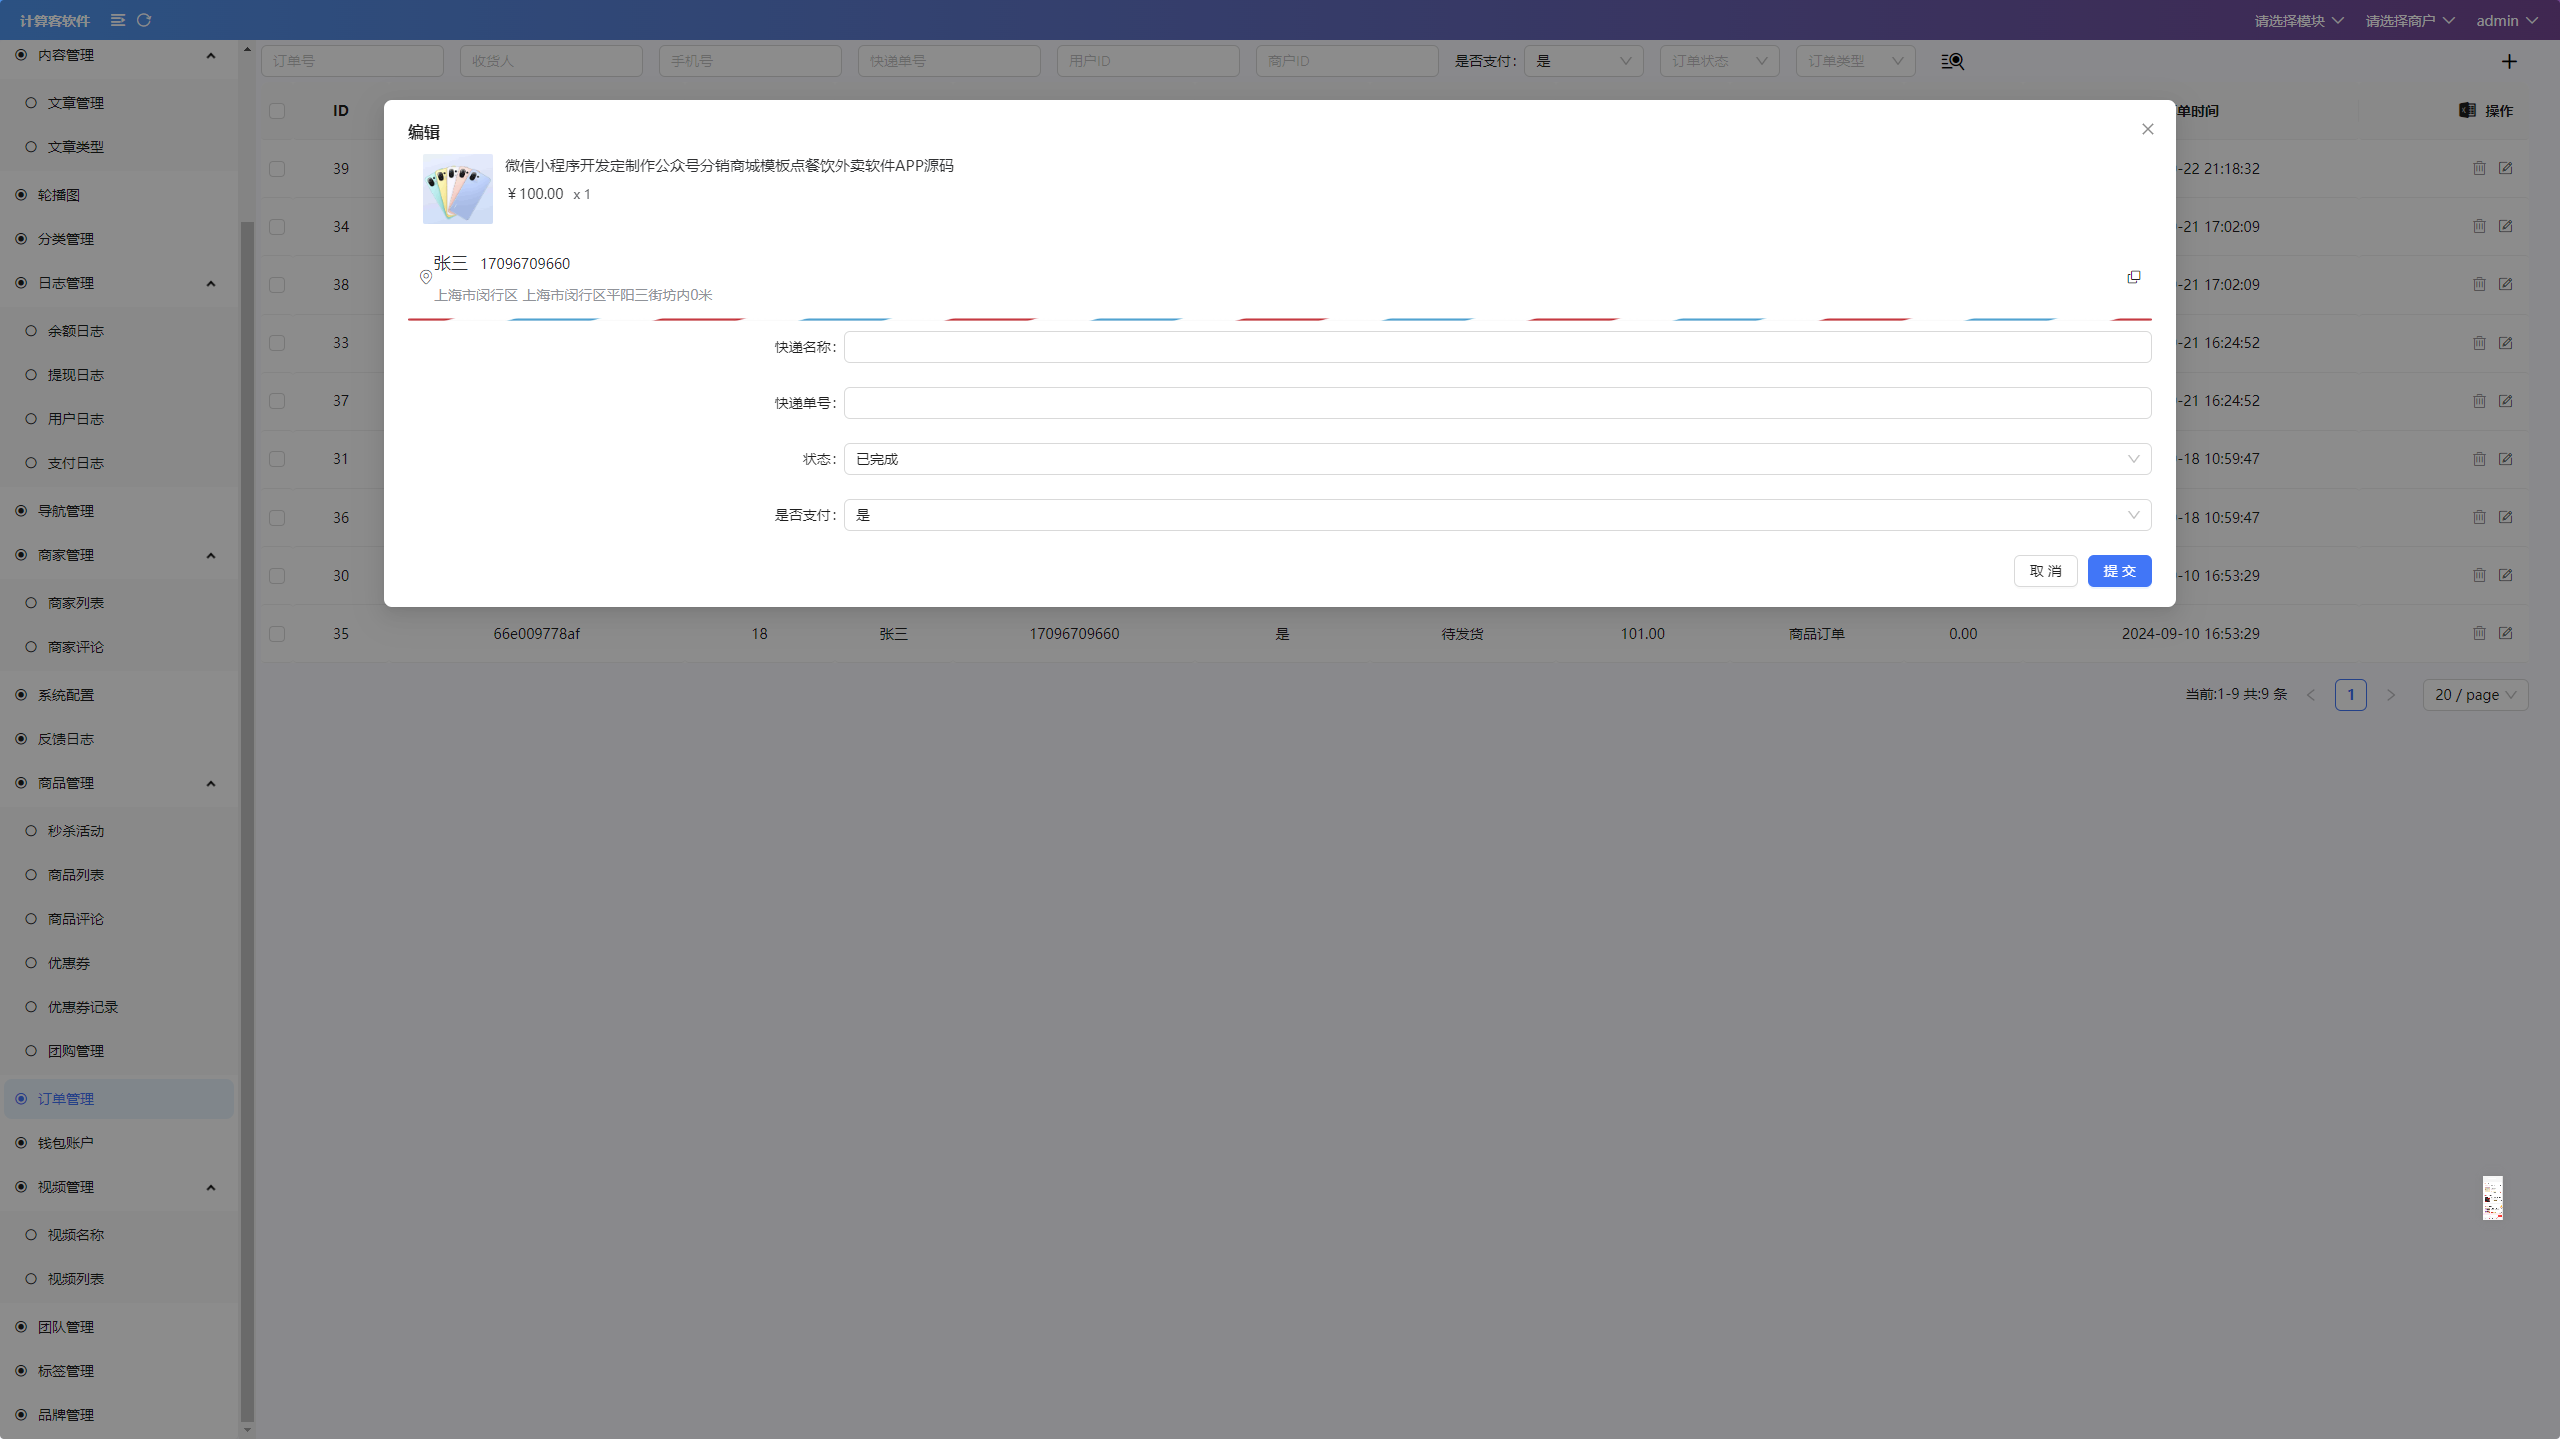 计算客软件
请选择模块
请选择商户
admin
内容管理
文章管理
文章类型
轮播图
分类管理
日志管理
余额日志
提现日志
用户日志
支付日志
导航管理
商家管理
商家列表
商家评论
系统配置
反馈日志
商品管理
秒杀活动
商品列表
商品评论
优惠券
优惠券记录
团购管理
订单管理
钱包账户
视频管理
视频名称
视频列表
团队管理
标签管理
品牌管理
订单号 收货人 手机号 快递单号 用户ID 商户ID 是否支付: 是 订单状态 订单类型
ID 单时间 操作
39 -22 21:18:32
34 -21 17:02:09
38 -21 17:02:09
33 -21 16:24:52
37 -21 16:24:52
31 -18 10:59:47
36 -18 10:59:47
30 -10 16:53:29
35 66e009778af 18 张三 17096709660 是 待发货 101.00 商品订单 0.00 2024-09-10 16:53:29
当前:1-9 共:9 条 1 20 / page
编辑
微信小程序开发定制作公众号分销商城模板点餐饮外卖软件APP源码
¥100.00 x 1
张三 17096709660
上海市闵行区 上海市闵行区平阳三街坊内0米
快递名称:
快递单号:
状态: 已完成
是否支付: 是
取 消 提 交